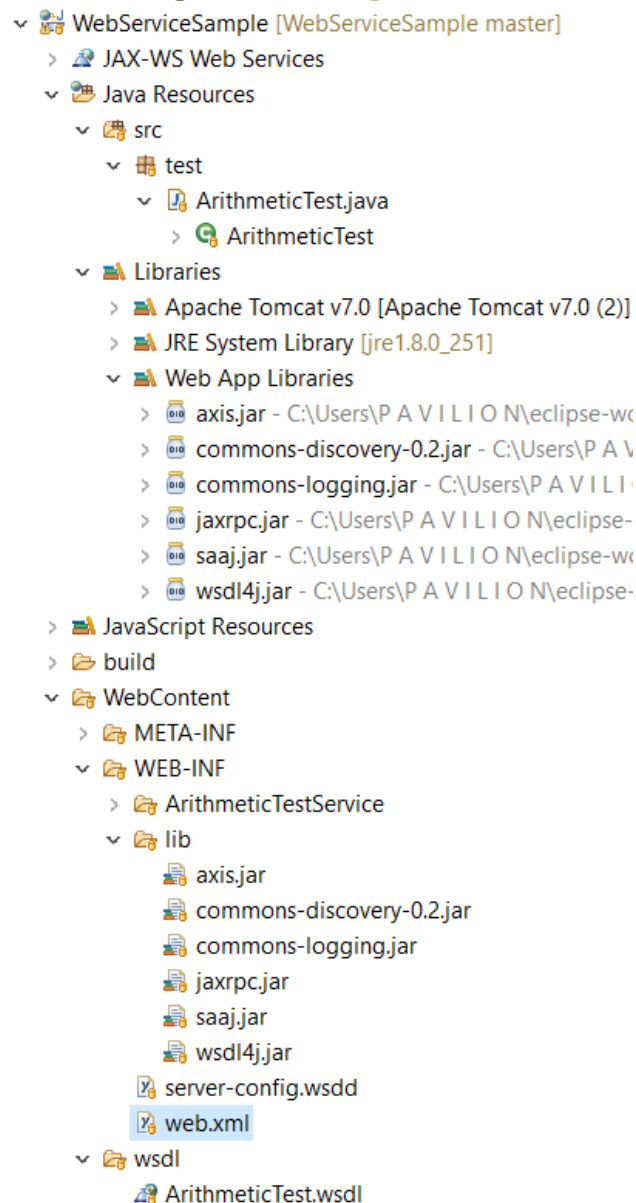 WebServiceSample [WebServiceSample master]
JAX-WS Web Services
Java Resources
src
test
ArithmeticTest.java
ArithmeticTest
Libraries
Apache Tomcat v7.0 [Apache Tomcat v7.0 (2)]
JRE System Library [jre1.8.0_251]
Web App Libraries
axis.jar - C:\Users\P A V I L I O N\eclipse-wo
commons-discovery-0.2.jar - C:\Users\P A V
commons-logging.jar - C:\Users\P A V I L I
jaxrpc.jar - C:\Users\P A V I L I O N\eclipse-
saaj.jar - C:\Users\P A V I L I O N\eclipse-wo
wsdl4j.jar - C:\Users\P A V I L I O N\eclipse-
JavaScript Resources
build
WebContent
META-INF
WEB-INF
ArithmeticTestService
lib
axis.jar
commons-discovery-0.2.jar
commons-logging.jar
jaxrpc.jar
saaj.jar
wsdl4j.jar
server-config.wsdd
web.xml
wsdl
ArithmeticTest.wsdl